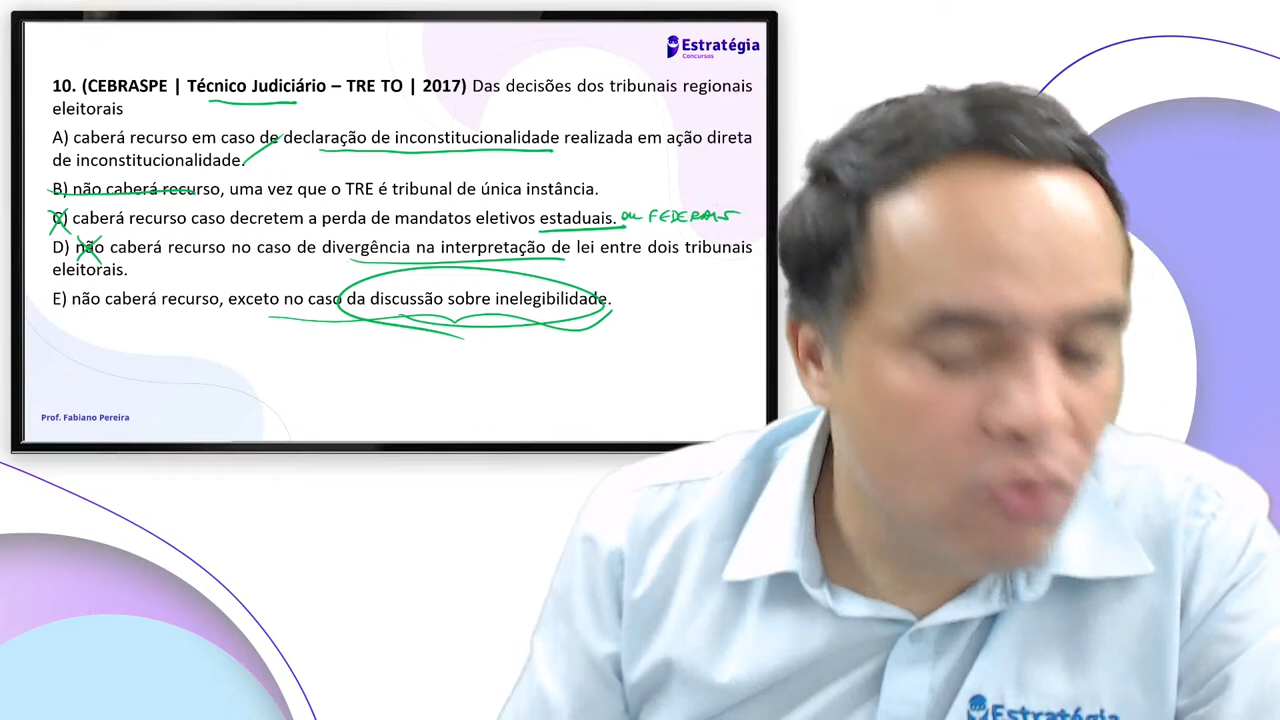 Estratégia
Concursos
10. (CEBRASPE | Técnico Judiciário – TRE TO | 2017) Das decisões dos tribunais regionais
eleitorais
A) caberá recurso em caso de declaração de inconstitucionalidade realizada em ação direta
de inconstitucionalidade.
B) não caberá recurso, uma vez que o TRE é tribunal de única instância.
C) caberá recurso caso decretem a perda de mandatos eletivos estaduais. ou FEDERAIS
D) não caberá recurso no caso de divergência na interpretação de lei entre dois tribunais
eleitorais.
E) não caberá recurso, exceto no caso da discussão sobre inelegibilidade.
Prof. Fabiano Pereira
Estratégia